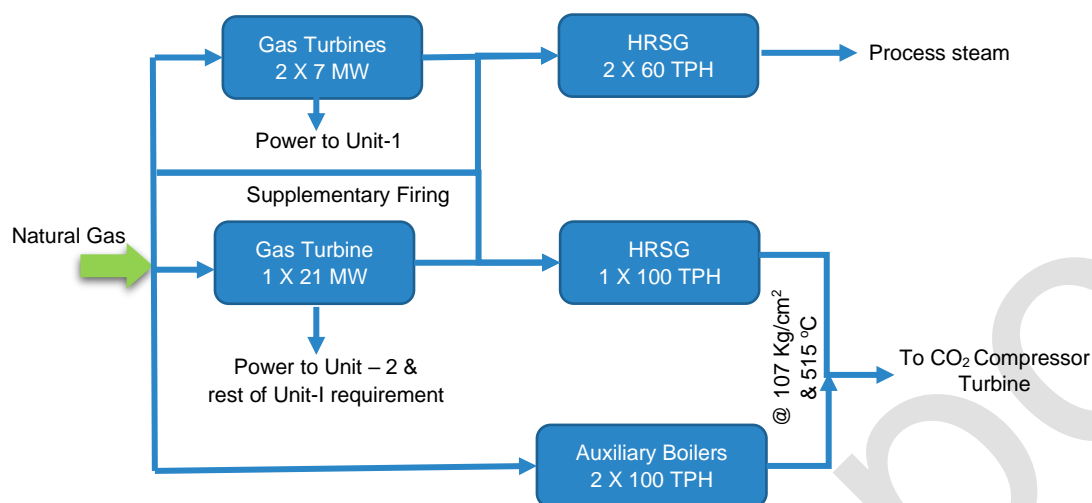 Gas Turbines
2 X 7 MW
HRSG
2 X 60 TPH
Process steam
Power to Unit-1
Supplementary Firing
Natural Gas
Gas Turbine
1 X 21 MW
HRSG
1 X 100 TPH
@ 107 Kg/cm²
& 515 ºC
Power to Unit – 2 &
rest of Unit-I requirement
To CO₂ Compressor
Turbine
Auxiliary Boilers
2 X 100 TPH